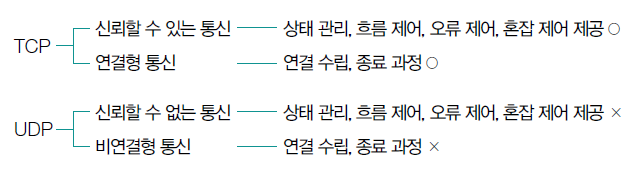 TCP
신뢰할 수 있는 통신 상태 관리, 흐름 제어, 오류 제어, 혼잡 제어 제공 ○
연결형 통신 연결 수립, 종료 과정 ○
UDP
신뢰할 수 없는 통신 상태 관리, 흐름 제어, 오류 제어, 혼잡 제어 제공 ×
비연결형 통신 연결 수립, 종료 과정 ×